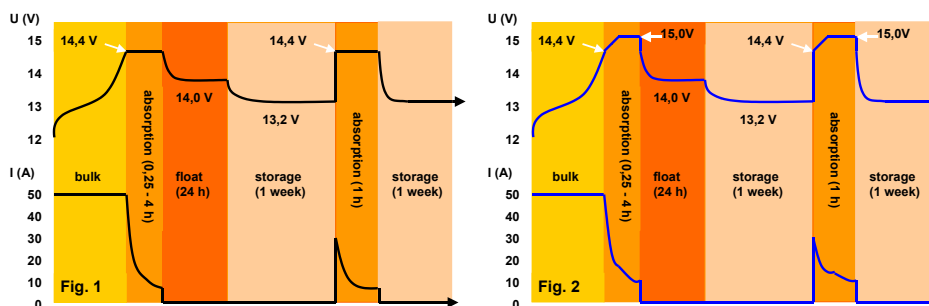 U (V)
15
14
13
12
14,4 V
14,0 V
13,2 V
14,4 V
I (A)
50
40
30
20
10
0
bulk
absorption (0,25 - 4 h)
float
(24 h)
storage
(1 week)
absorption (1 h)
storage
(1 week)
Fig. 1
U (V)
15
14
13
12
14,4 V
15,0V
14,0 V
13,2 V
14,4 V
15,0V
I (A)
50
40
30
20
10
0
bulk
absorption (0,25 - 4 h)
float
(24 h)
storage
(1 week)
absorption (1 h)
storage
(1 week)
Fig. 2